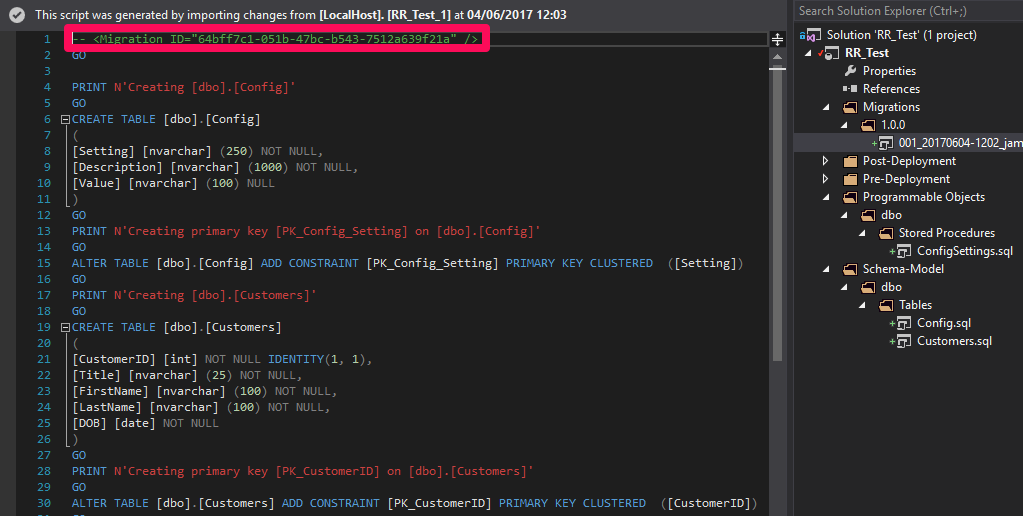 This script was generated by importing changes from [LocalHost]. [RR_Test_1] at 04/06/2017 12:03
1 -- <Migration ID="64bff7c1-051b-47bc-b543-7512a639f21a" />
2 GO
3
4 PRINT N'Creating [dbo].[Config]'
5 GO
6 CREATE TABLE [dbo].[Config]
7 (
8 [Setting] [nvarchar] (250) NOT NULL,
9 [Description] [nvarchar] (1000) NOT NULL,
10 [Value] [nvarchar] (100) NULL
11 )
12 GO
13 PRINT N'Creating primary key [PK_Config_Setting] on [dbo].[Config]'
14 GO
15 ALTER TABLE [dbo].[Config] ADD CONSTRAINT [PK_Config_Setting] PRIMARY KEY CLUSTERED  ([Setting])
16 GO
17 PRINT N'Creating [dbo].[Customers]'
18 GO
19 CREATE TABLE [dbo].[Customers]
20 (
21 [CustomerID] [int] NOT NULL IDENTITY(1, 1),
22 [Title] [nvarchar] (25) NOT NULL,
23 [FirstName] [nvarchar] (100) NOT NULL,
24 [LastName] [nvarchar] (100) NOT NULL,
25 [DOB] [date] NOT NULL
26 )
27 GO
28 PRINT N'Creating primary key [PK_CustomerID] on [dbo].[Customers]'
29 GO
30 ALTER TABLE [dbo].[Customers] ADD CONSTRAINT [PK_CustomerID] PRIMARY KEY CLUSTERED  ([CustomerID])
Search Solution Explorer (Ctrl+;)
Solution 'RR_Test' (1 project)
RR_Test
Properties
References
Migrations
1.0.0
001_20170604-1202_jam
Post-Deployment
Pre-Deployment
Programmable Objects
dbo
Stored Procedures
ConfigSettings.sql
Schema-Model
dbo
Tables
Config.sql
Customers.sql